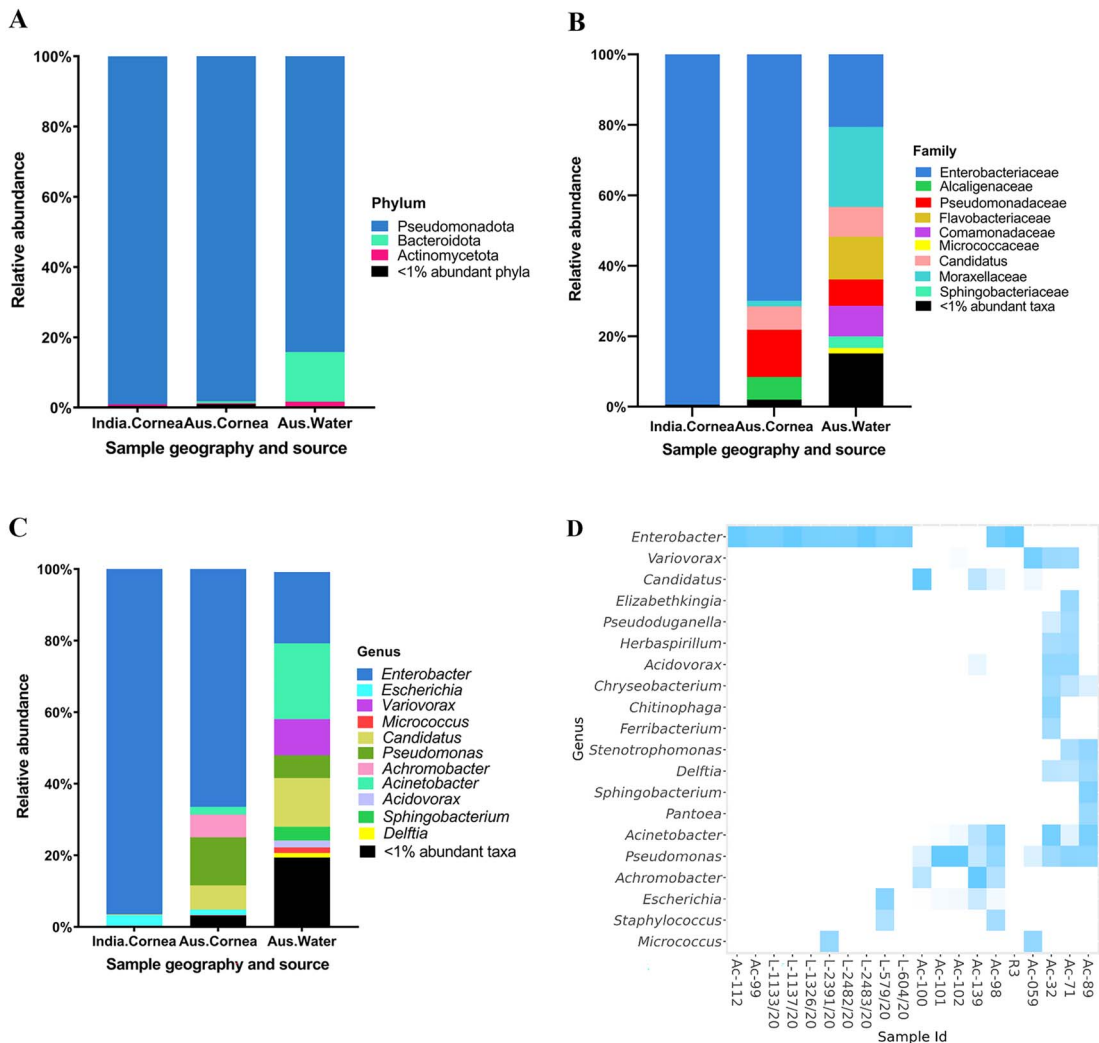 A
100%
80%
60%
40%
20%
0%
Relative abundance
India.Cornea Aus.Cornea Aus.Water
Sample geography and source
Phylum
Pseudomonadota
Bacteroidota
Actinomycetota
<1% abundant phyla
B
100%
80%
60%
40%
20%
0%
Relative abundance
India.Cornea Aus.Cornea Aus.Water
Sample geography and source
Family
Enterobacteriaceae
Alcaligenaceae
Pseudomonadaceae
Flavobacteriaceae
Comamonadaceae
Micrococcaceae
Candidatus
Moraxellaceae
Sphingobacteriaceae
<1% abundant taxa
C
100%
80%
60%
40%
20%
0%
Relative abundance
India.Cornea Aus.Cornea Aus.Water
Sample geography and source
Genus
Enterobacter
Escherichia
Variovorax
Micrococcus
Candidatus
Pseudomonas
Achromobacter
Acinetobacter
Acidovorax
Sphingobacterium
Delftia
<1% abundant taxa
D
Genus
Enterobacter
Variovorax
Candidatus
Elizabethkingia
Pseudoduganella
Herbaspirillum
Acidovorax
Chryseobacterium
Chitinophaga
Ferribacterium
Stenotrophomonas
Delftia
Sphingobacterium
Pantoea
Acinetobacter
Pseudomonas
Achromobacter
Escherichia
Staphylococcus
Micrococcus
Ac-112
Ac-99
L-1133/20
L-1137/20
L-1326/20
L-2391/20
L-2482/20
L-2483/20
L-579/20
L-604/20
Ac-100
Ac-101
Ac-102
Ac-139
Ac-98
R3
Ac-059
Ac-32
Ac-71
Ac-89
Sample Id